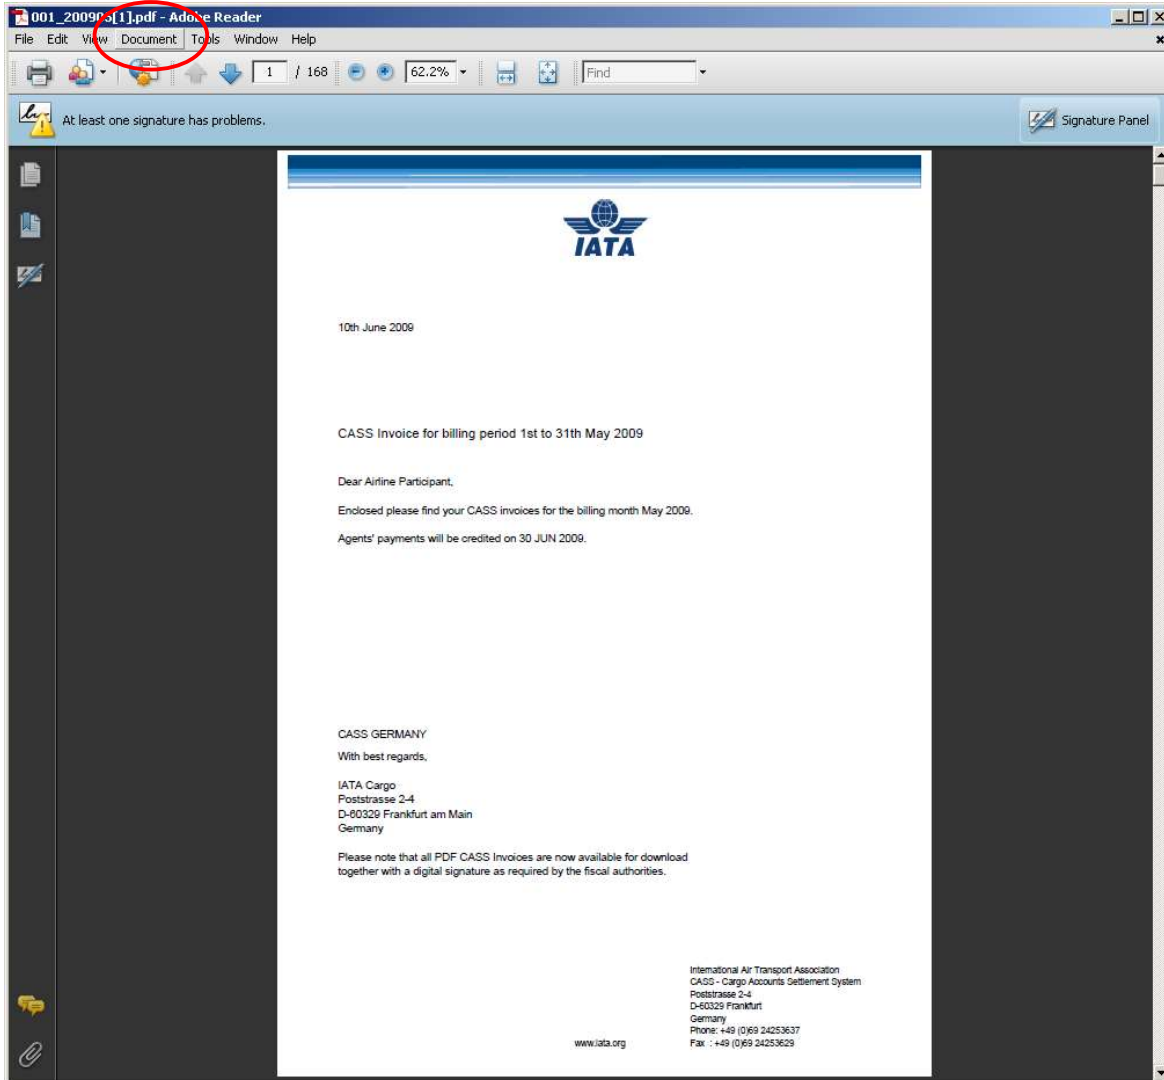 001_200905[1].pdf - Adobe Reader
File Edit View Document Tools Window Help
1 / 168 62.2% Find
At least one signature has problems. Signature Panel
IATA
10th June 2009
CASS Invoice for billing period 1st to 31th May 2009
Dear Airline Participant,
Enclosed please find your CASS invoices for the billing month May 2009.
Agents' payments will be credited on 30 JUN 2009.
CASS GERMANY
With best regards,
IATA Cargo
Poststrasse 2-4
D-60329 Frankfurt am Main
Germany
Please note that all PDF CASS Invoices are now available for download
together with a digital signature as required by the fiscal authorities.
International Air Transport Association
CASS - Cargo Accounts Settlement System
Poststrasse 2-4
D-60329 Frankfurt
Germany
Phone: +49 (0)69 24253637
www.iata.org Fax : +49 (0)69 24253629